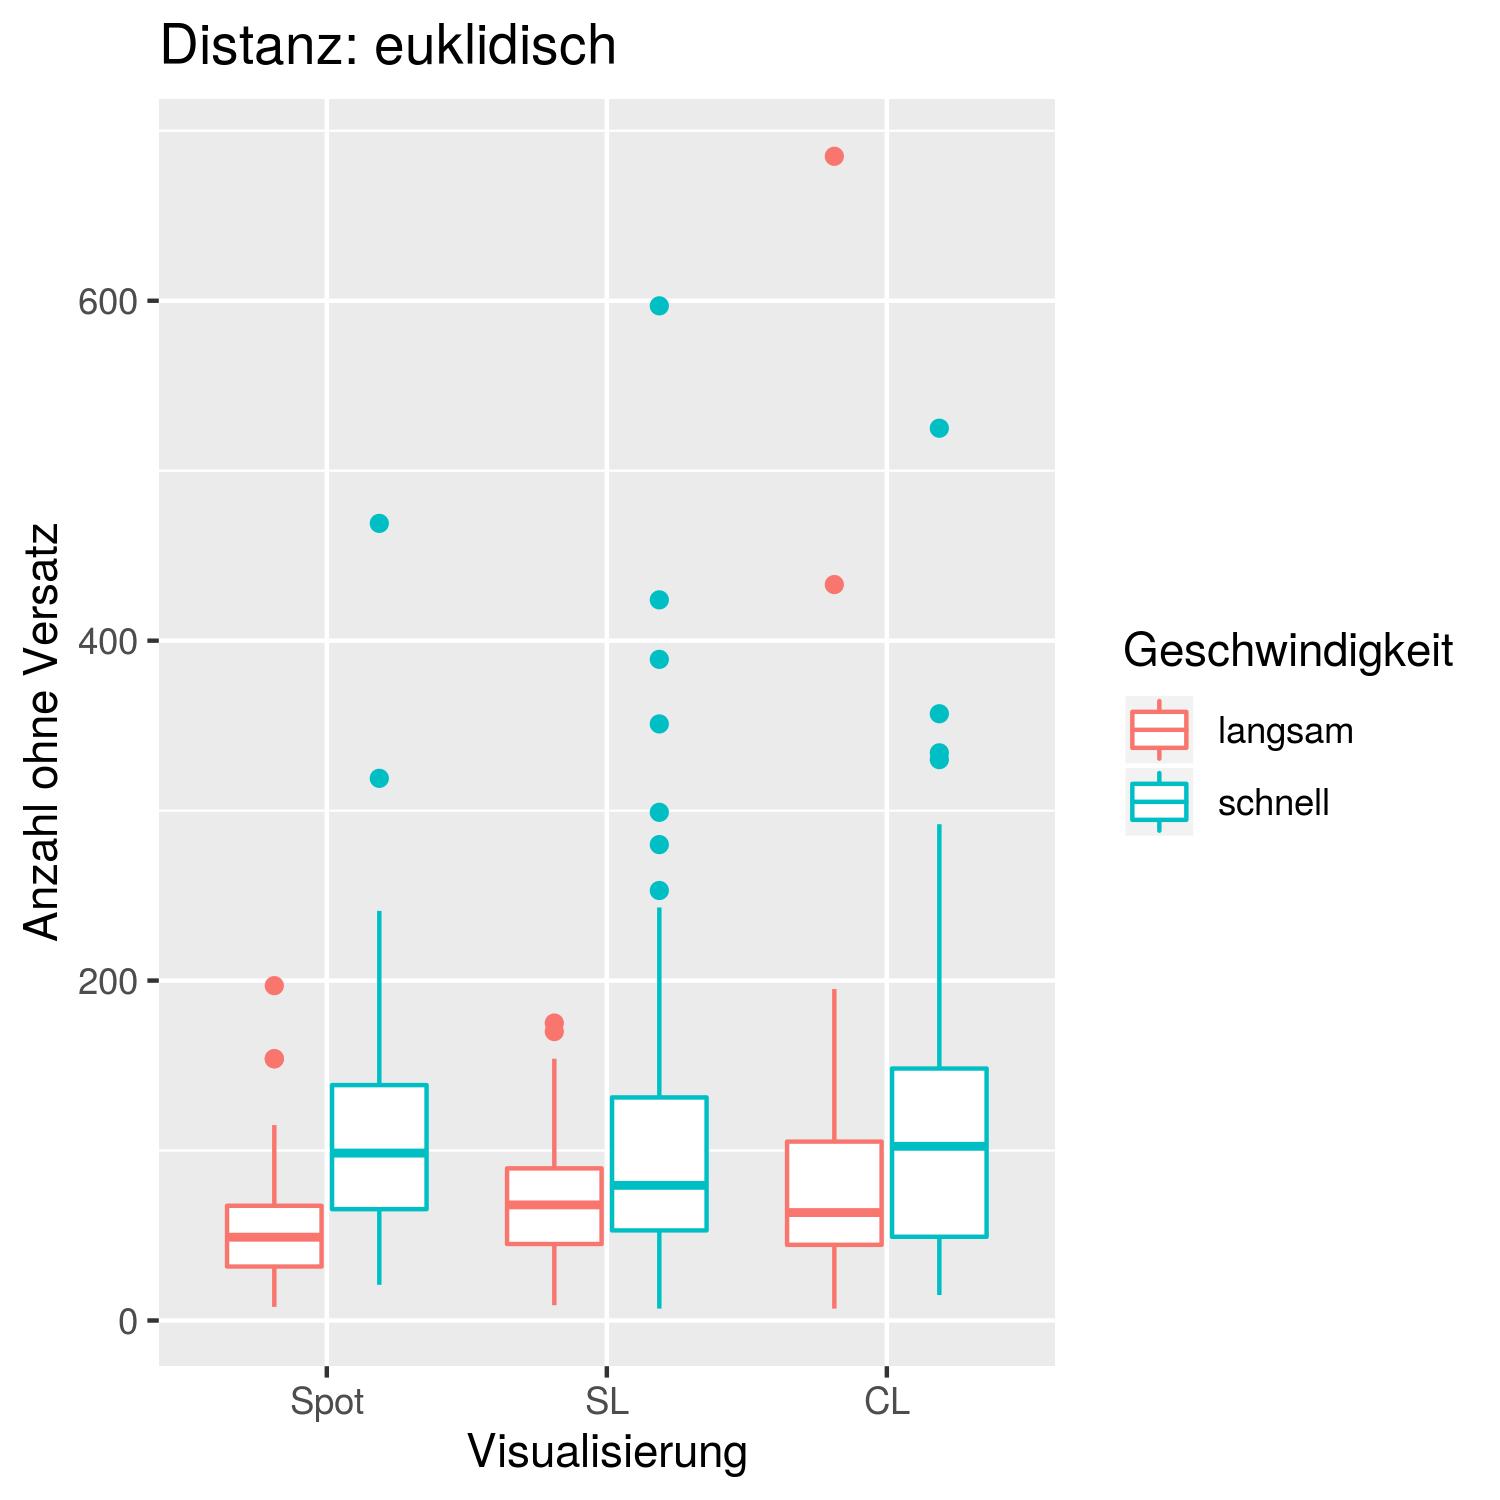 Distanz: euklidisch
Anzahl ohne Versatz
600
400
200
0
Spot SL CL
Visualisierung
Geschwindigkeit
langsam
schnell